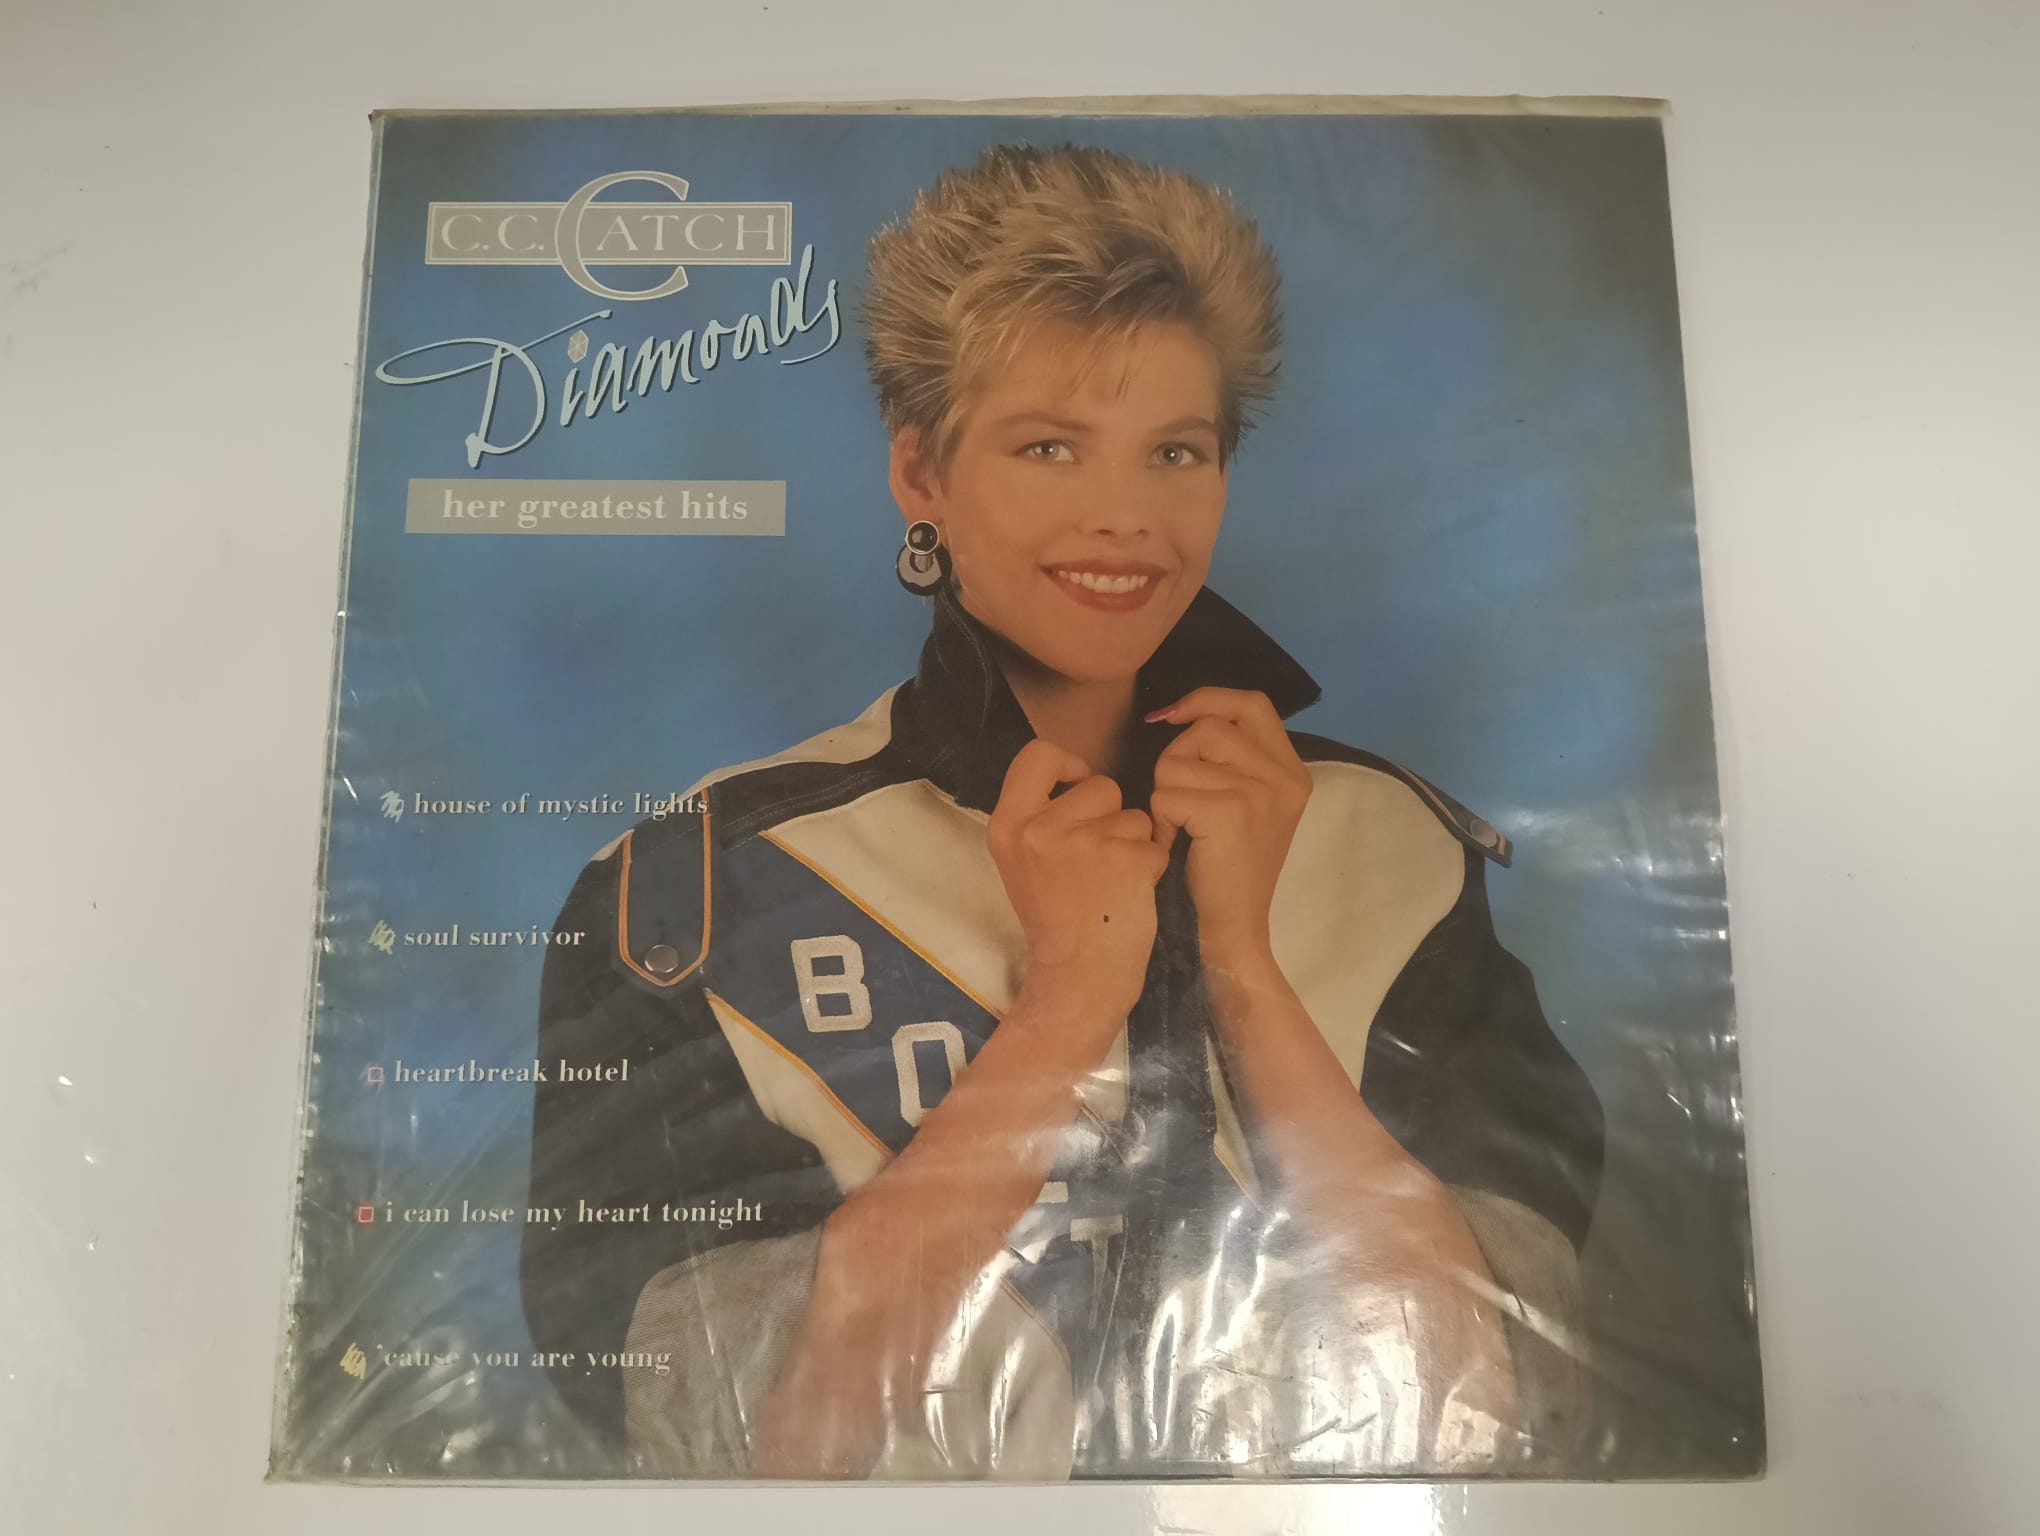 C.C. CATCH
Diamonds
her greatest hits
house of mystic lights
soul survivor
heartbreak hotel
i can lose my heart tonight
'cause you are young
BO